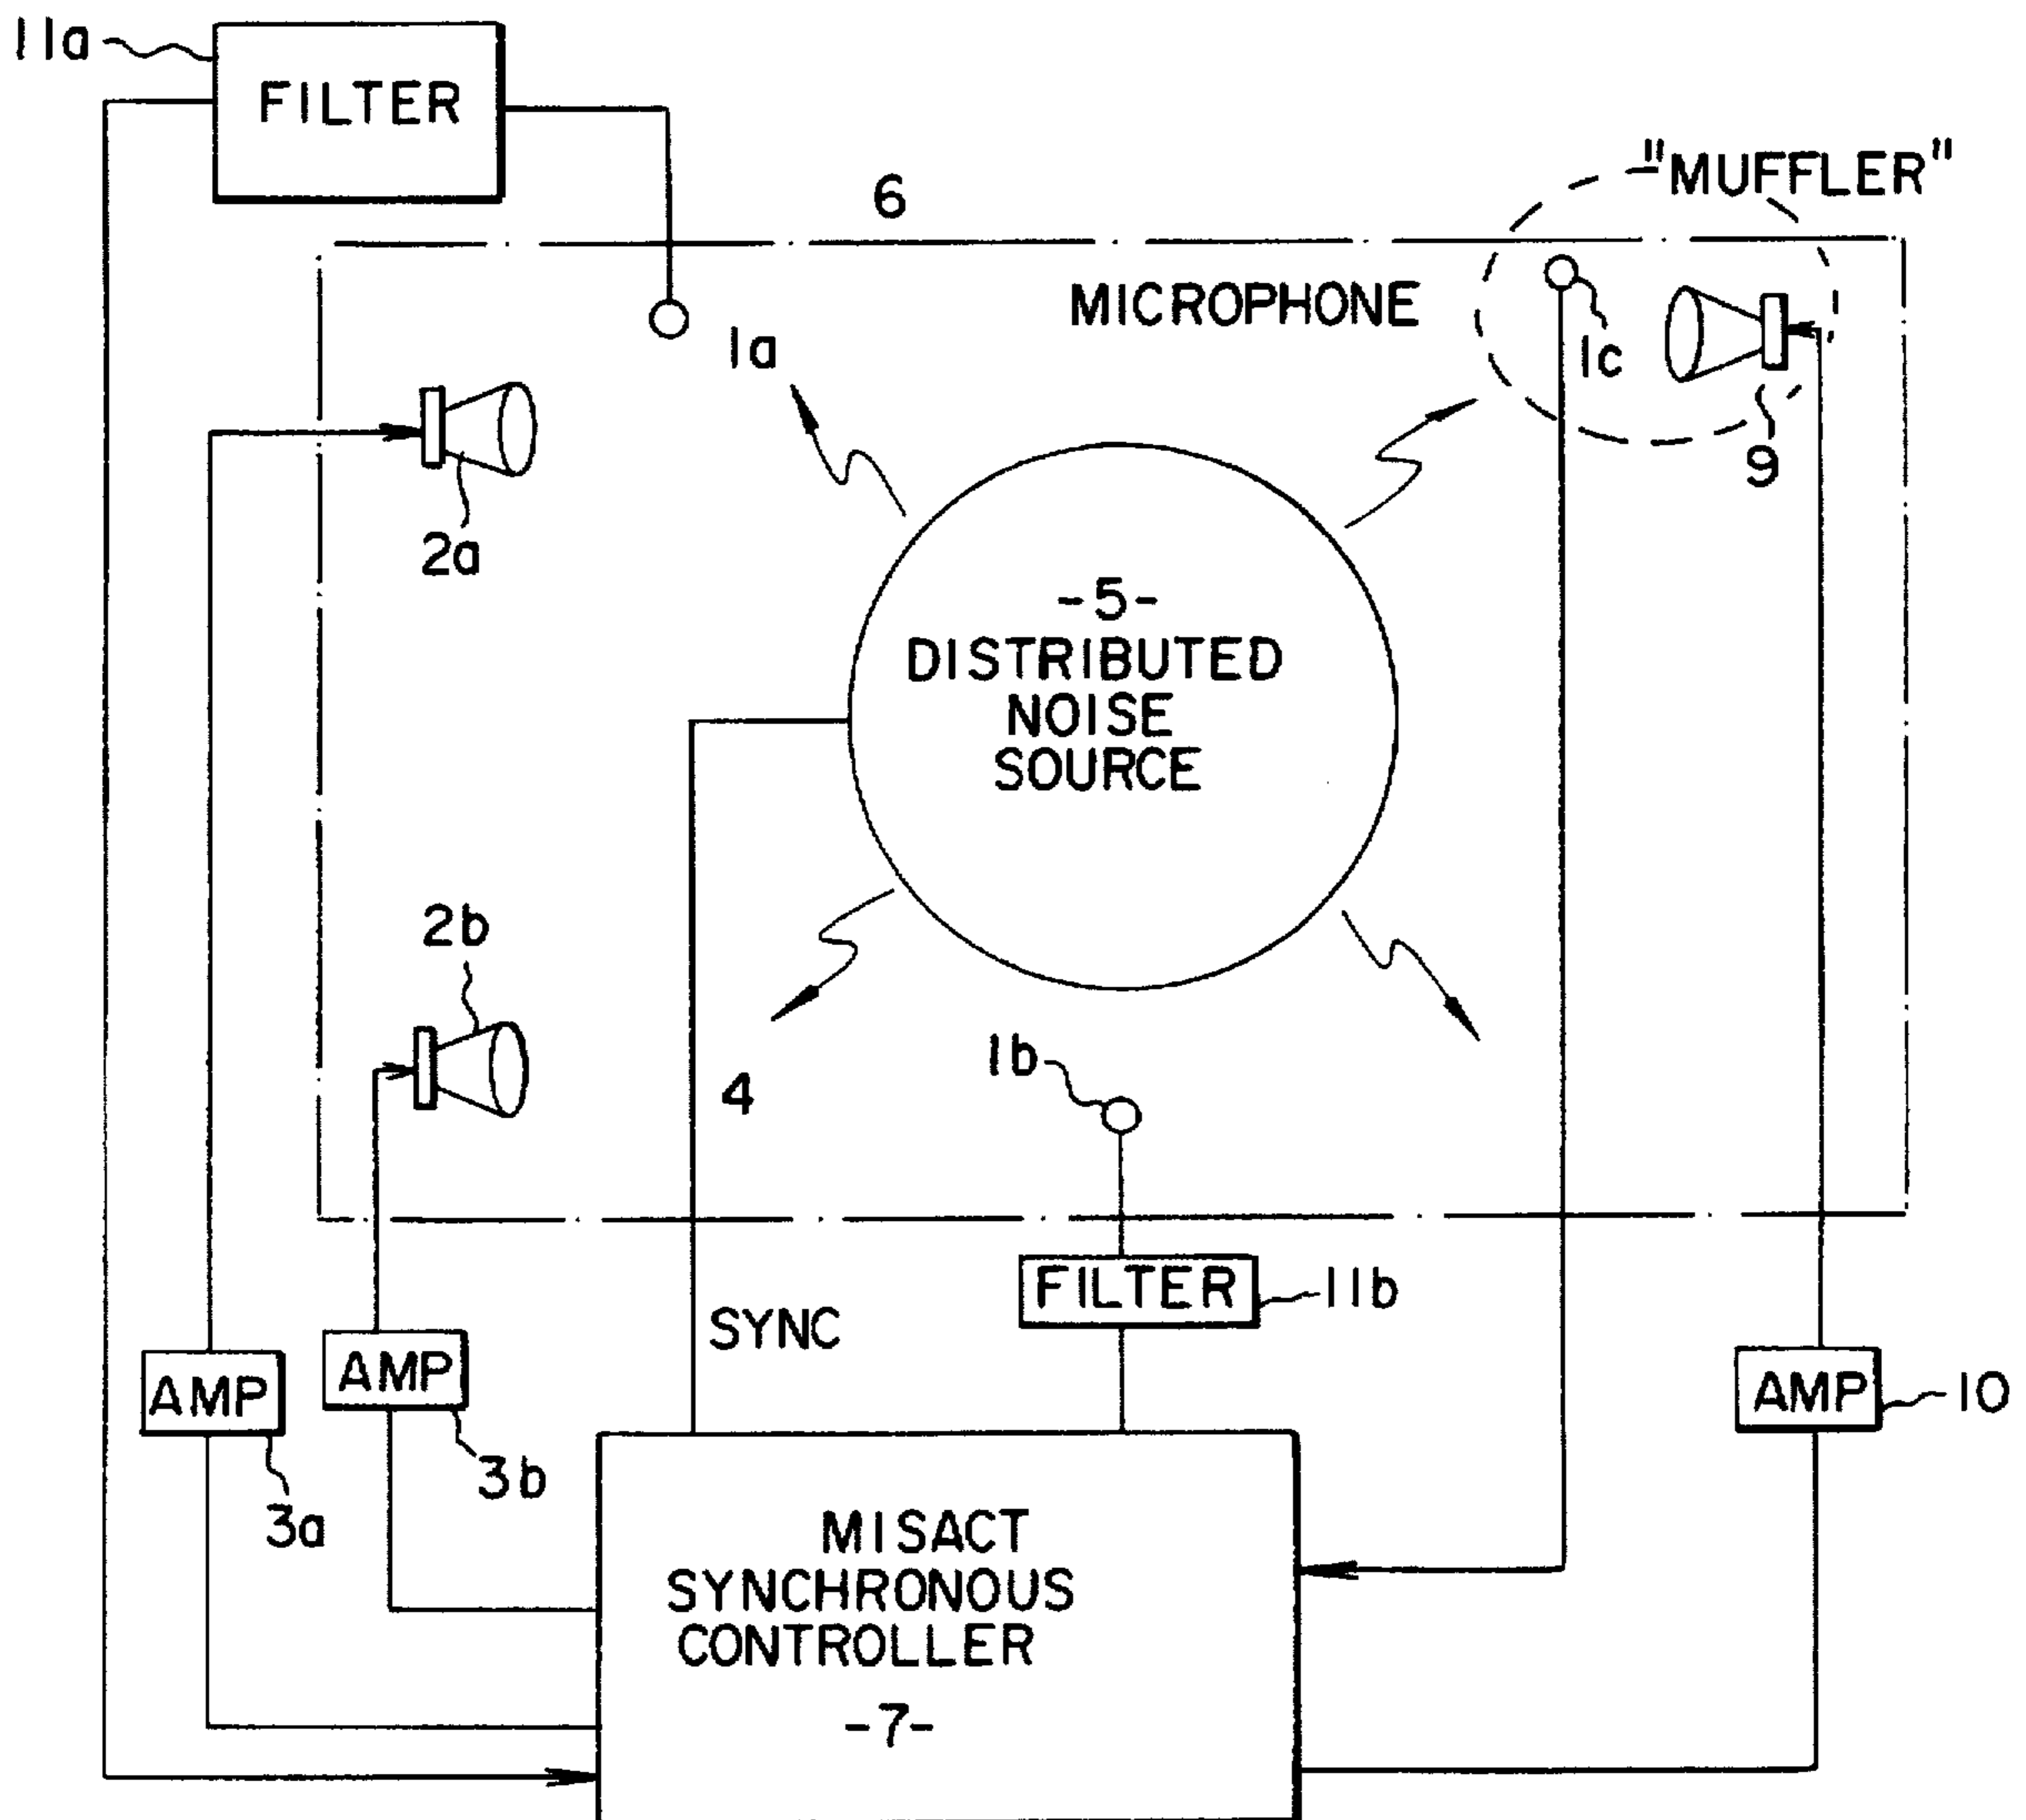 11a
FILTER
6
"MUFFLER"
MICROPHONE
1a
1c
9
2a
-5-
DISTRIBUTED
NOISE
SOURCE
2b
4
1b
FILTER
11b
SYNC
AMP
AMP
AMP
10
3b
3a
MISACT
SYNCHRONOUS
CONTROLLER
-7-